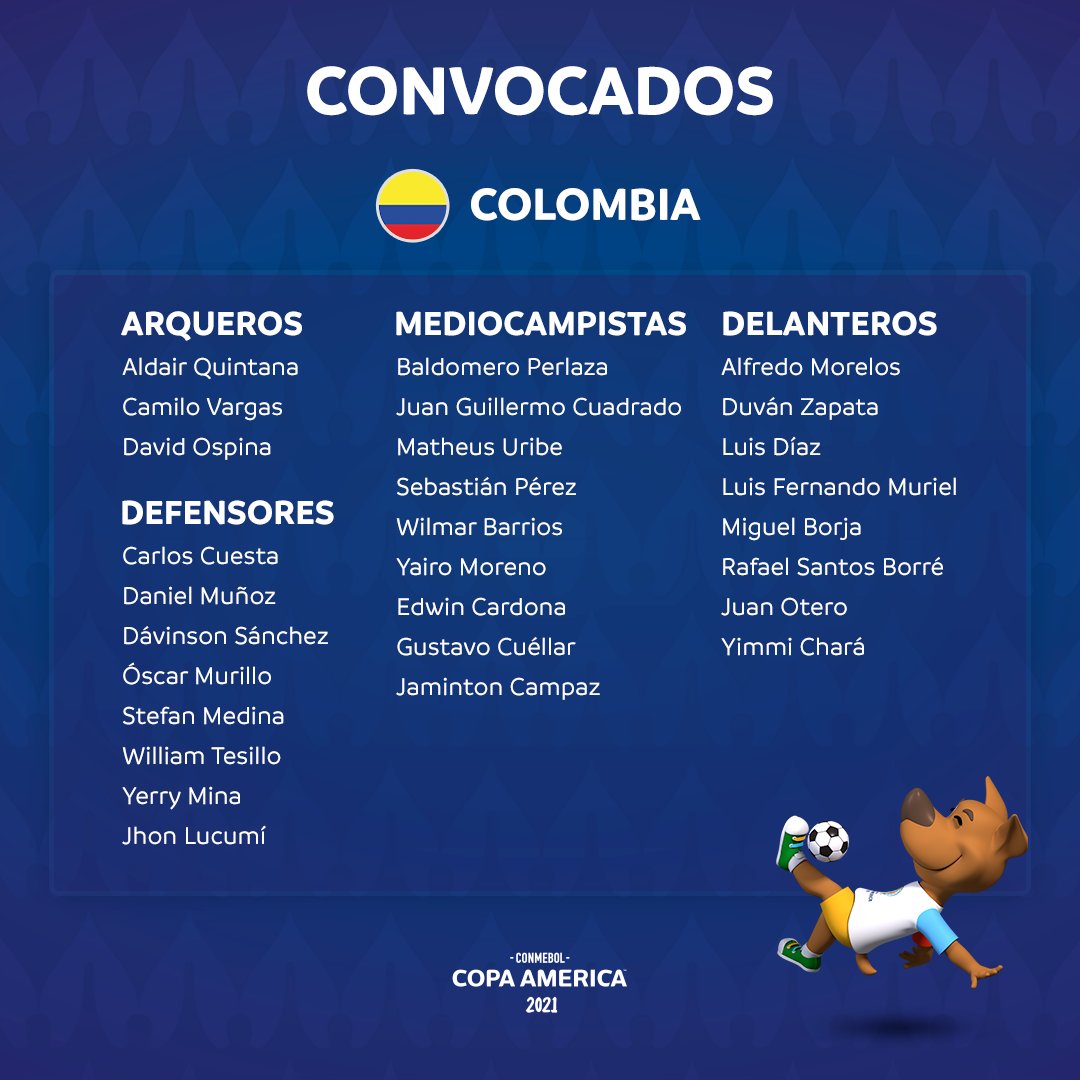 CONVOCADOS
COLOMBIA
ARQUEROS
Aldair Quintana
Camilo Vargas
David Ospina
DEFENSORES
Carlos Cuesta
Daniel Muñoz
Dávinson Sánchez
Óscar Murillo
Stefan Medina
William Tesillo
Yerry Mina
Jhon Lucumí
MEDIOCAMPISTAS
Baldomero Perlaza
Juan Guillermo Cuadrado
Matheus Uribe
Sebastián Pérez
Wilmar Barrios
Yairo Moreno
Edwin Cardona
Gustavo Cuéllar
Jaminton Campaz
DELANTEROS
Alfredo Morelos
Duván Zapata
Luis Díaz
Luis Fernando Muriel
Miguel Borja
Rafael Santos Borré
Juan Otero
Yimmi Chará
- CONMEBOL -
COPA AMERICA™
2021